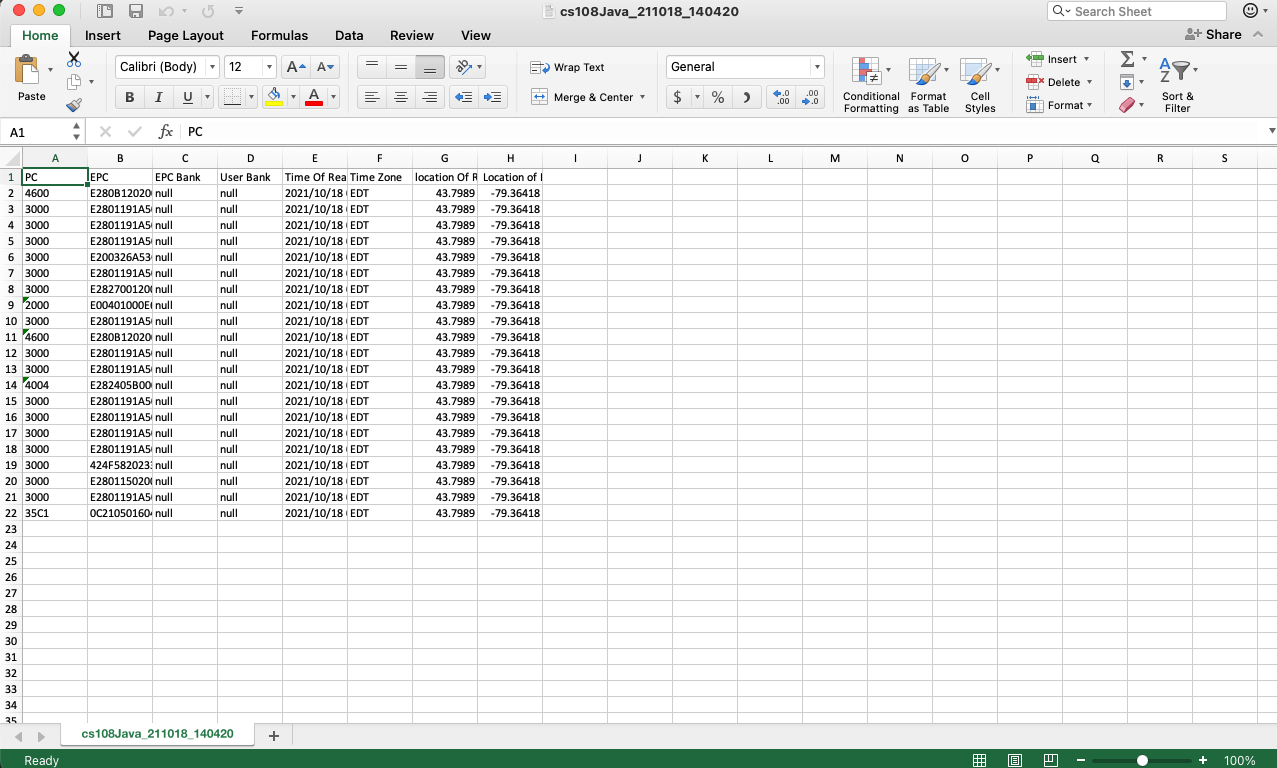 cs108Java_211018_140420
Search Sheet
Home Insert Page Layout Formulas Data Review View Share
Paste
Calibri (Body) 12 A A
B I U A
Wrap Text
Merge & Center
General
$ %
Conditional Formatting
Format as Table
Cell Styles
Insert
Delete
Format
Sort & Filter
A1 fx PC
A B C D E F G H I J K L M N O P Q R S
1 PC EPC EPC Bank User Bank Time Of Rea Time Zone location Of R Location of
2 4600 E280B12020 null null 2021/10/18 EDT 43.7989 -79.36418
3 3000 E2801191A5 null null 2021/10/18 EDT 43.7989 -79.36418
4 3000 E2801191A5 null null 2021/10/18 EDT 43.7989 -79.36418
5 3000 E2801191A5 null null 2021/10/18 EDT 43.7989 -79.36418
6 3000 E200326A53 null null 2021/10/18 EDT 43.7989 -79.36418
7 3000 E2801191A5 null null 2021/10/18 EDT 43.7989 -79.36418
8 3000 E282700120 null null 2021/10/18 EDT 43.7989 -79.36418
9 2000 E00401000E null null 2021/10/18 EDT 43.7989 -79.36418
10 3000 E2801191A5 null null 2021/10/18 EDT 43.7989 -79.36418
11 4600 E280B12020 null null 2021/10/18 EDT 43.7989 -79.36418
12 3000 E2801191A5 null null 2021/10/18 EDT 43.7989 -79.36418
13 3000 E2801191A5 null null 2021/10/18 EDT 43.7989 -79.36418
14 4004 E282405B00 null null 2021/10/18 EDT 43.7989 -79.36418
15 3000 E2801191A5 null null 2021/10/18 EDT 43.7989 -79.36418
16 3000 E2801191A5 null null 2021/10/18 EDT 43.7989 -79.36418
17 3000 E2801191A5 null null 2021/10/18 EDT 43.7989 -79.36418
18 3000 E2801191A5 null null 2021/10/18 EDT 43.7989 -79.36418
19 3000 424F582023 null null 2021/10/18 EDT 43.7989 -79.36418
20 3000 E280115020 null null 2021/10/18 EDT 43.7989 -79.36418
21 3000 E2801191A5 null null 2021/10/18 EDT 43.7989 -79.36418
22 35C1 0C21050160 null null 2021/10/18 EDT 43.7989 -79.36418
23
24
25
26
27
28
29
30
31
32
33
34
35
cs108Java_211018_140420 +
Ready 100%